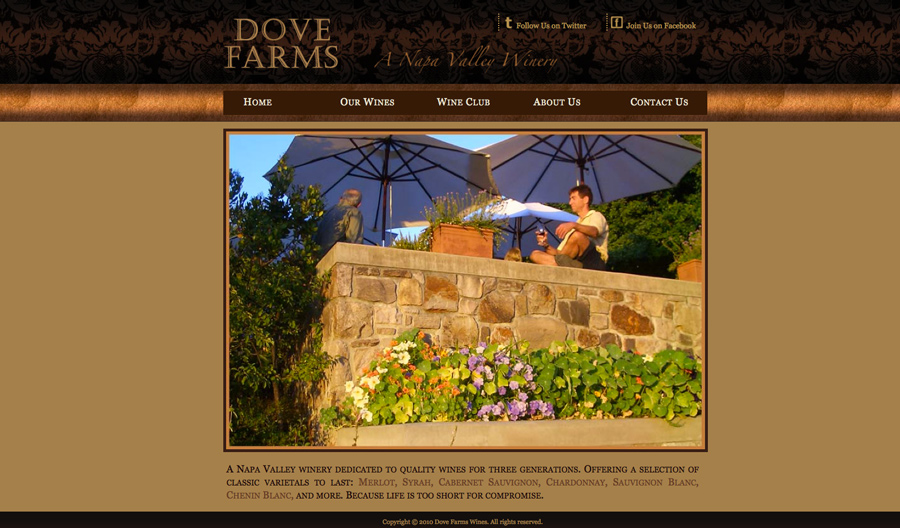 DOVE
FARMS
A Napa Valley Winery
Follow Us on Twitter
Join Us on Facebook
Home
Our Wines
Wine Club
About Us
Contact Us
A Napa Valley winery dedicated to quality wines for three generations. Offering a selection of
classic varietals to last: Merlot, Syrah, Cabernet Sauvignon, Chardonnay, Sauvignon Blanc,
Chenin Blanc, and more. Because life is too short for compromise.
Copyright © 2010 Dove Farms Wines. All rights reserved.